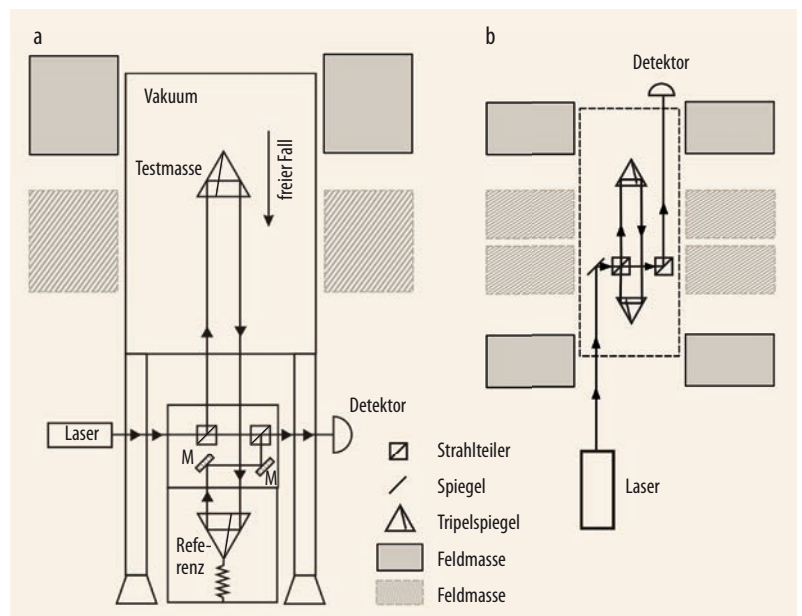 a
Vakuum
Testmasse
freier Fall
Laser
Detektor
M
M
Refe-
renz
b
Detektor
Laser
Strahlteiler
Spiegel
Tripelspiegel
Feldmasse
Feldmasse